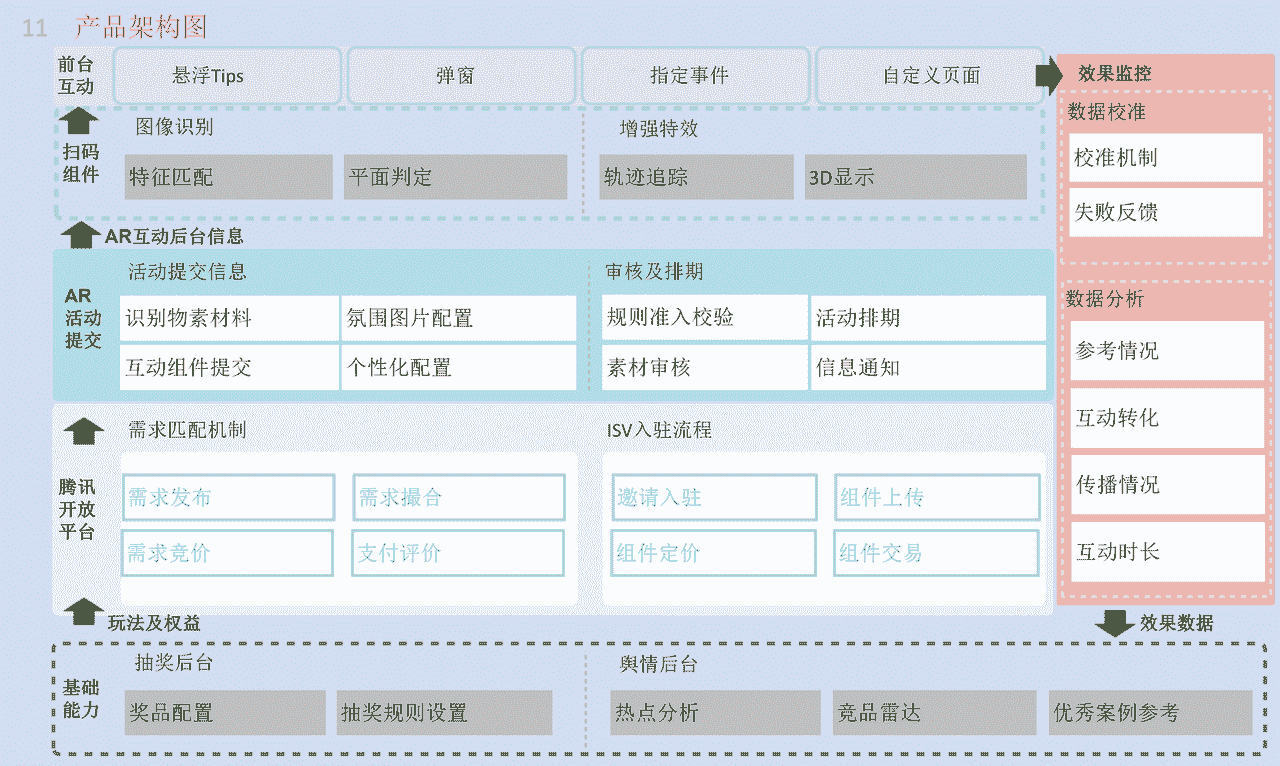 11 产品架构图
前台
互动
悬浮Tips
弹窗
指定事件
自定义页面
扫码
组件
图像识别
特征匹配
平面判定
增强特效
轨迹追踪
3D显示
AR互动后台信息
AR
活动
提交
活动提交信息
识别物素材料
氛围图片配置
互动组件提交
个性化配置
审核及排期
规则准入校验
活动排期
素材审核
信息通知
腾讯
开放
平台
需求匹配机制
需求发布
需求撮合
需求竞价
支付评价
ISV入驻流程
邀请入驻
组件上传
组件定价
组件交易
玩法及权益
效果监控
数据校准
校准机制
失败反馈
数据分析
参考情况
互动转化
传播情况
互动时长
效果数据
基础
能力
抽奖后台
奖品配置
抽奖规则设置
舆情后台
热点分析
竞品雷达
优秀案例参考